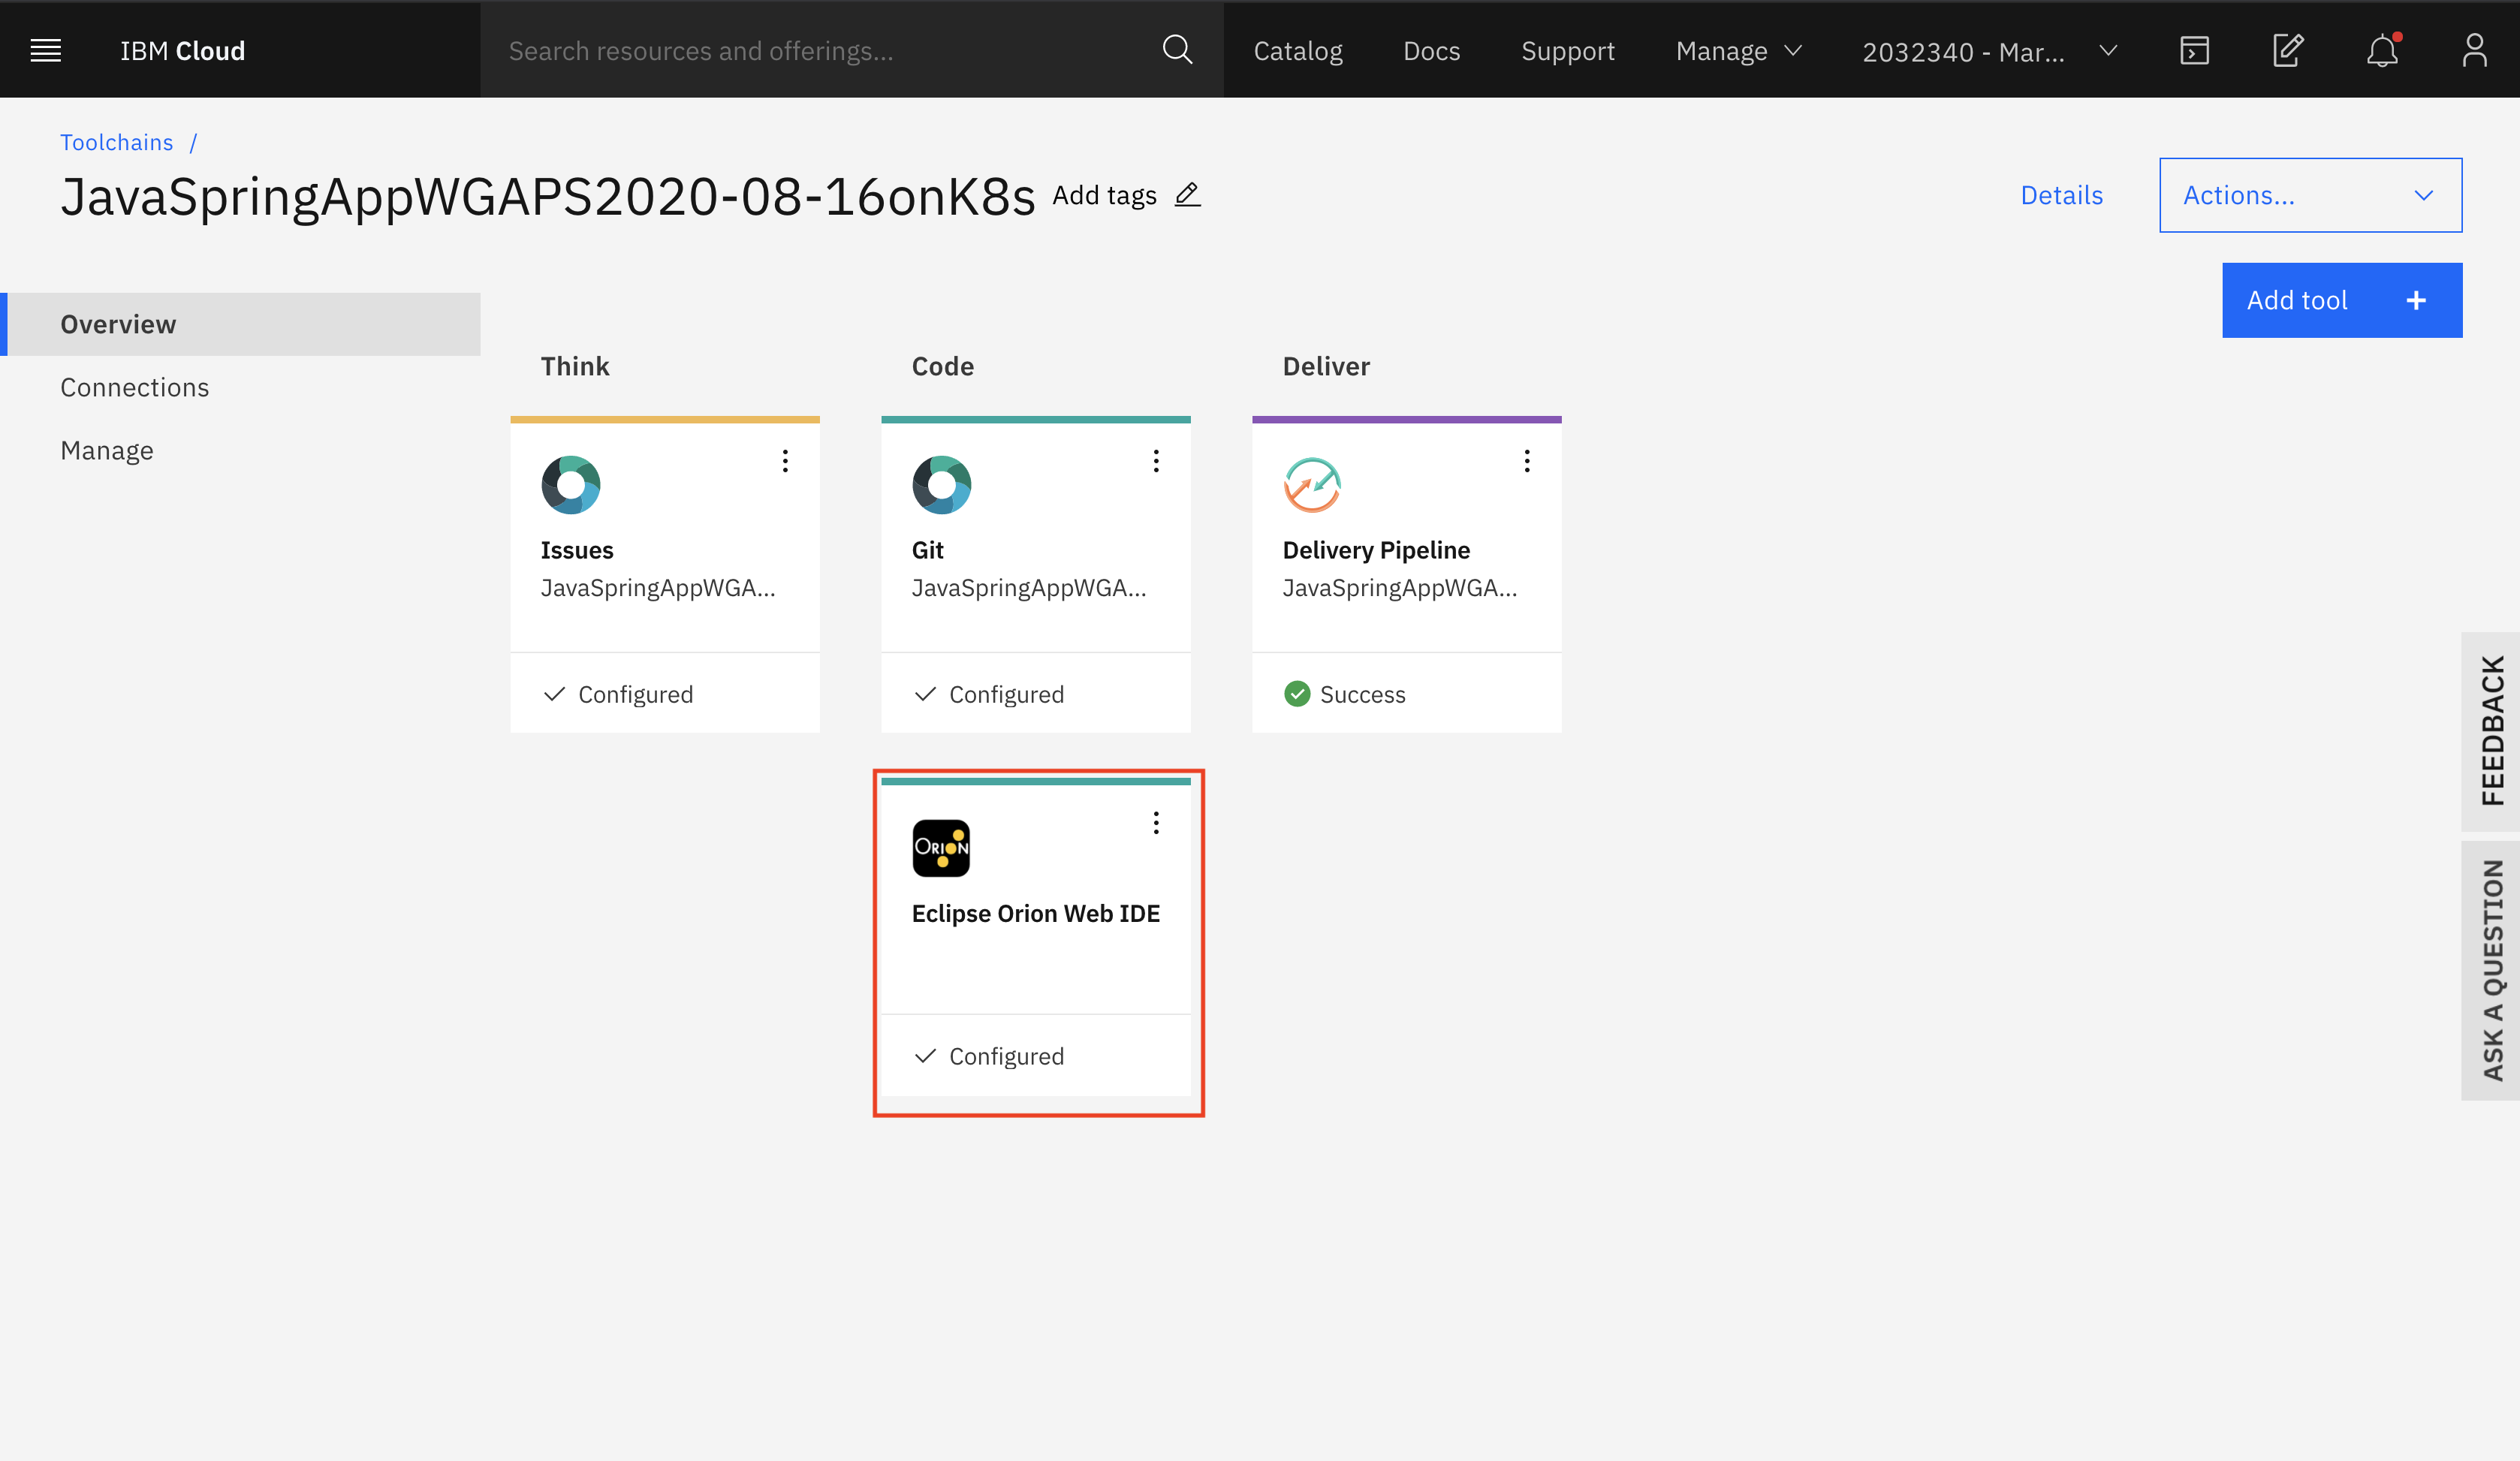 IBM Cloud
Search resources and offerings...
Catalog
Docs
Support
Manage
2032340 - Mar...
Toolchains /
JavaSpringAppWGAPS2020-08-16onK8s
Add tags
Details
Actions...
Add tool +
Overview
Connections
Manage
Think
Code
Deliver
Issues
JavaSpringAppWGA...
Configured
Git
JavaSpringAppWGA...
Configured
Delivery Pipeline
JavaSpringAppWGA...
Success
ORION
Eclipse Orion Web IDE
Configured
FEEDBACK
ASK A QUESTION